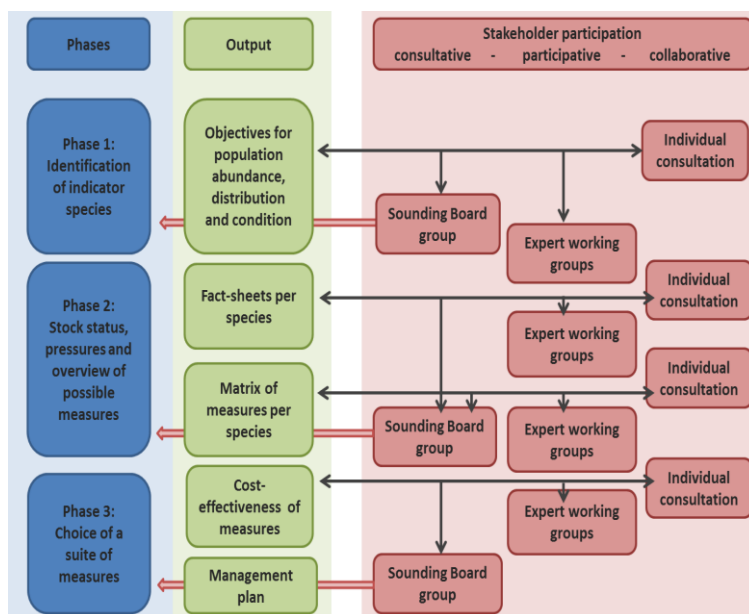 Phases
Output
Stakeholder participation
consultative - participative - collaborative
Phase 1:
Identification
of indicator
species
Objectives for
population
abundance,
distribution
and condition
Individual
consultation
Sounding Board
group
Expert working
groups
Phase 2:
Stock status,
pressures and
overview of
possible
measures
Fact-sheets per
species
Individual
consultation
Expert working
groups
Matrix of
measures per
species
Individual
consultation
Sounding Board
group
Expert working
groups
Phase 3:
Choice of a
suite of
measures
Cost-
effectiveness of
measures
Individual
consultation
Expert working
groups
Management
plan
Sounding Board
group